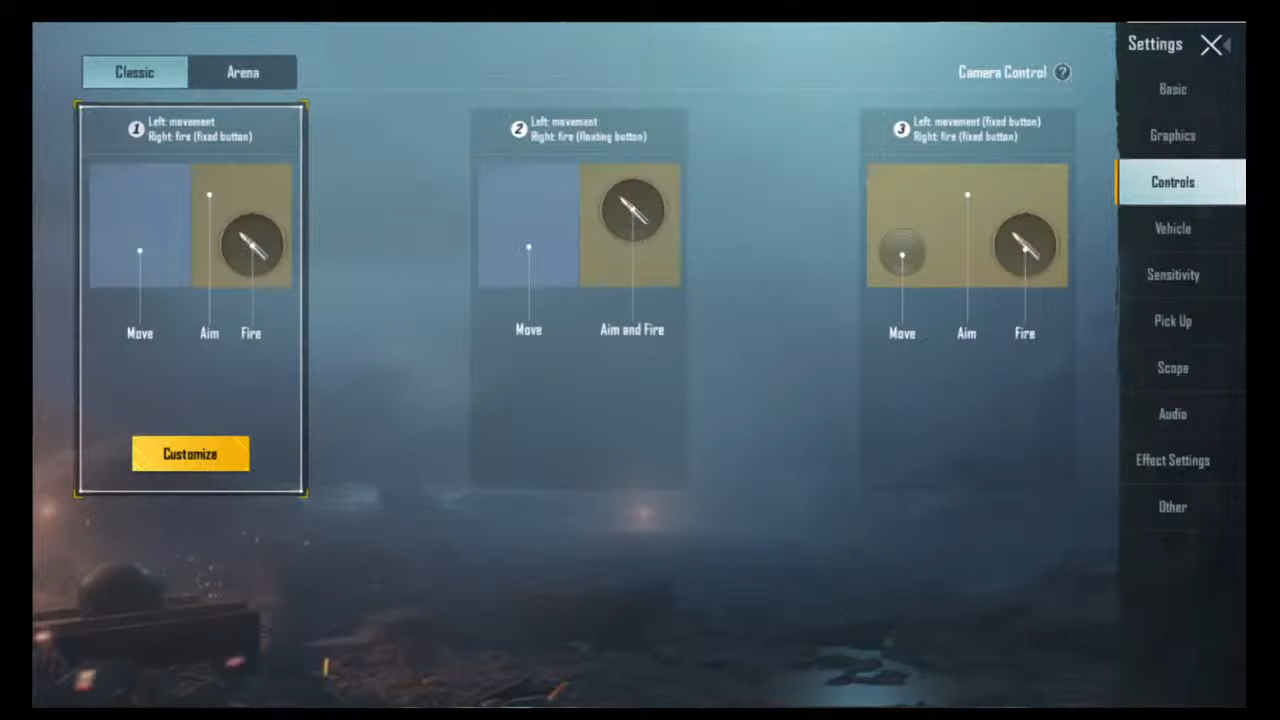 Classic
Arena
Camera Control ?
1 Left: movement
Right: fire (fixed button)
Move
Aim
Fire
Customize
2 Left: movement
Right: fire (floating button)
Move
Aim and Fire
3 Left: movement (fixed button)
Right: fire (fixed button)
Move
Aim
Fire
Settings
Basic
Graphics
Controls
Vehicle
Sensitivity
Pick Up
Scope
Audio
Effect Settings
Other